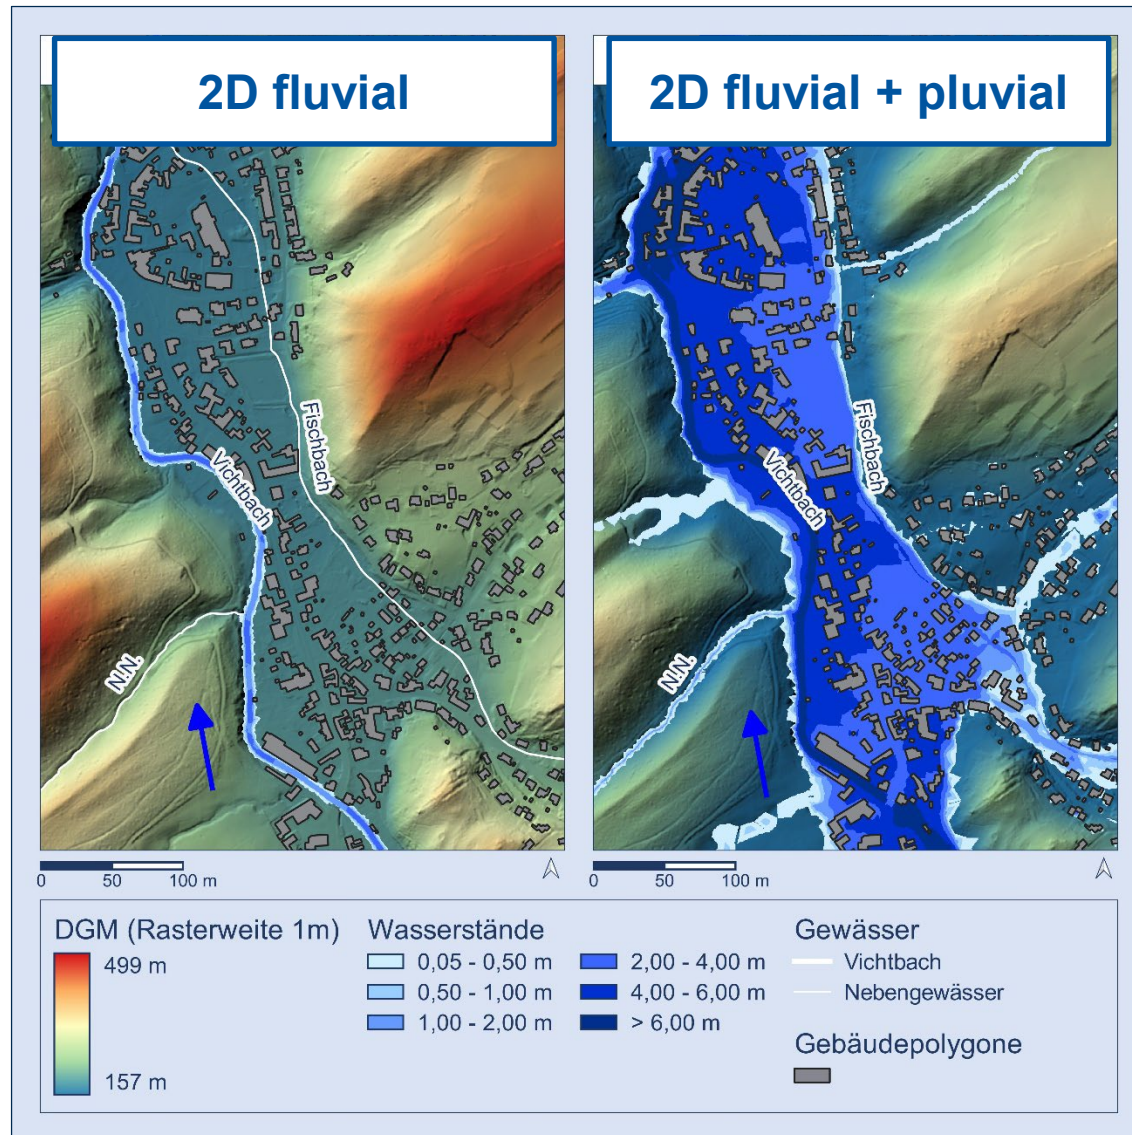 2D fluvial
2D fluvial + pluvial
Vichtbach
Fischbach
N.N.
Vichtbach
Fischbach
N.N.
0 50 100 m
0 50 100 m
DGM (Rasterweite 1m)
499 m
157 m
Wasserstände
0,05 - 0,50 m
0,50 - 1,00 m
1,00 - 2,00 m
2,00 - 4,00 m
4,00 - 6,00 m
> 6,00 m
Gewässer
Vichtbach
Nebengewässer
Gebäudepolygone